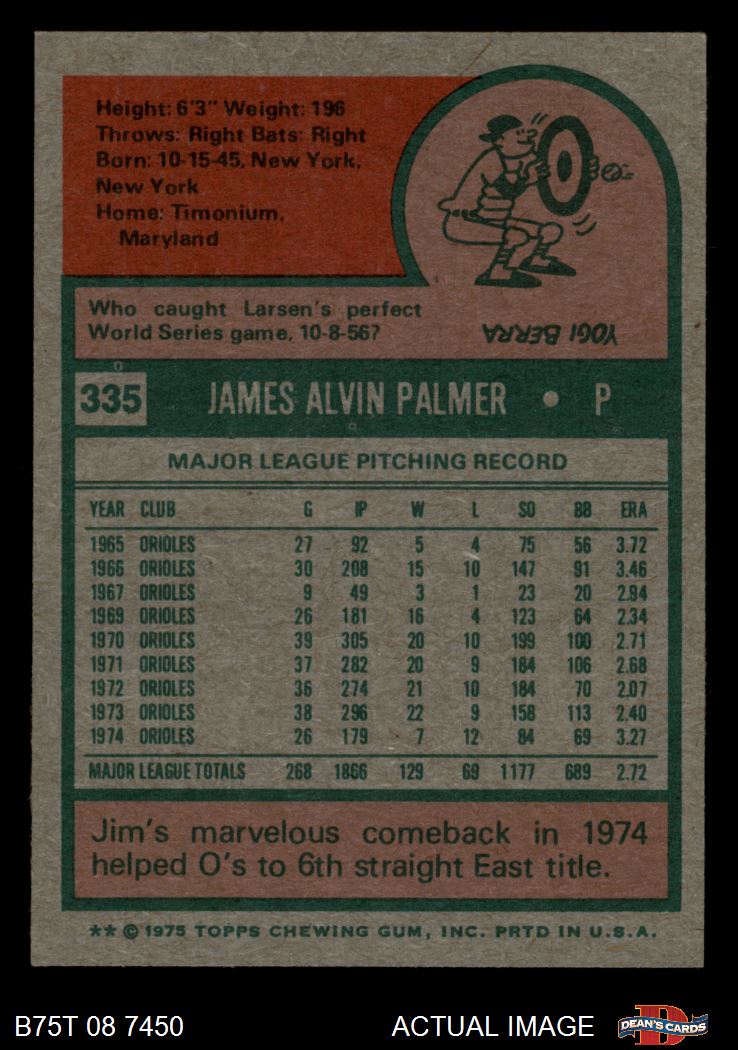 Height: 6'3" Weight: 196
Throws: Right Bats: Right
Born: 10-15-45, New York,
New York
Home: Timonium,
Maryland
Who caught Larsen's perfect
World Series game, 10-8-56?
YOGI BERRA
335 JAMES ALVIN PALMER • P
MAJOR LEAGUE PITCHING RECORD
YEAR CLUB G IP W L SO BB ERA
1965 ORIOLES 27 92 5 4 75 56 3.72
1966 ORIOLES 30 208 15 10 147 91 3.46
1967 ORIOLES 9 49 3 1 23 20 2.94
1969 ORIOLES 26 181 16 4 123 64 2.34
1970 ORIOLES 39 305 20 10 199 100 2.71
1971 ORIOLES 37 282 20 9 184 106 2.68
1972 ORIOLES 36 274 21 10 184 70 2.07
1973 ORIOLES 38 296 22 9 158 113 2.40
1974 ORIOLES 26 179 7 12 84 69 3.27
MAJOR LEAGUE TOTALS 268 1866 129 69 1177 689 2.72
Jim's marvelous comeback in 1974
helped O's to 6th straight East title.
** © 1975 TOPPS CHEWING GUM, INC. PRTD IN U.S.A.
B75T 08 7450 ACTUAL IMAGE
D
DEAN'S CARDS